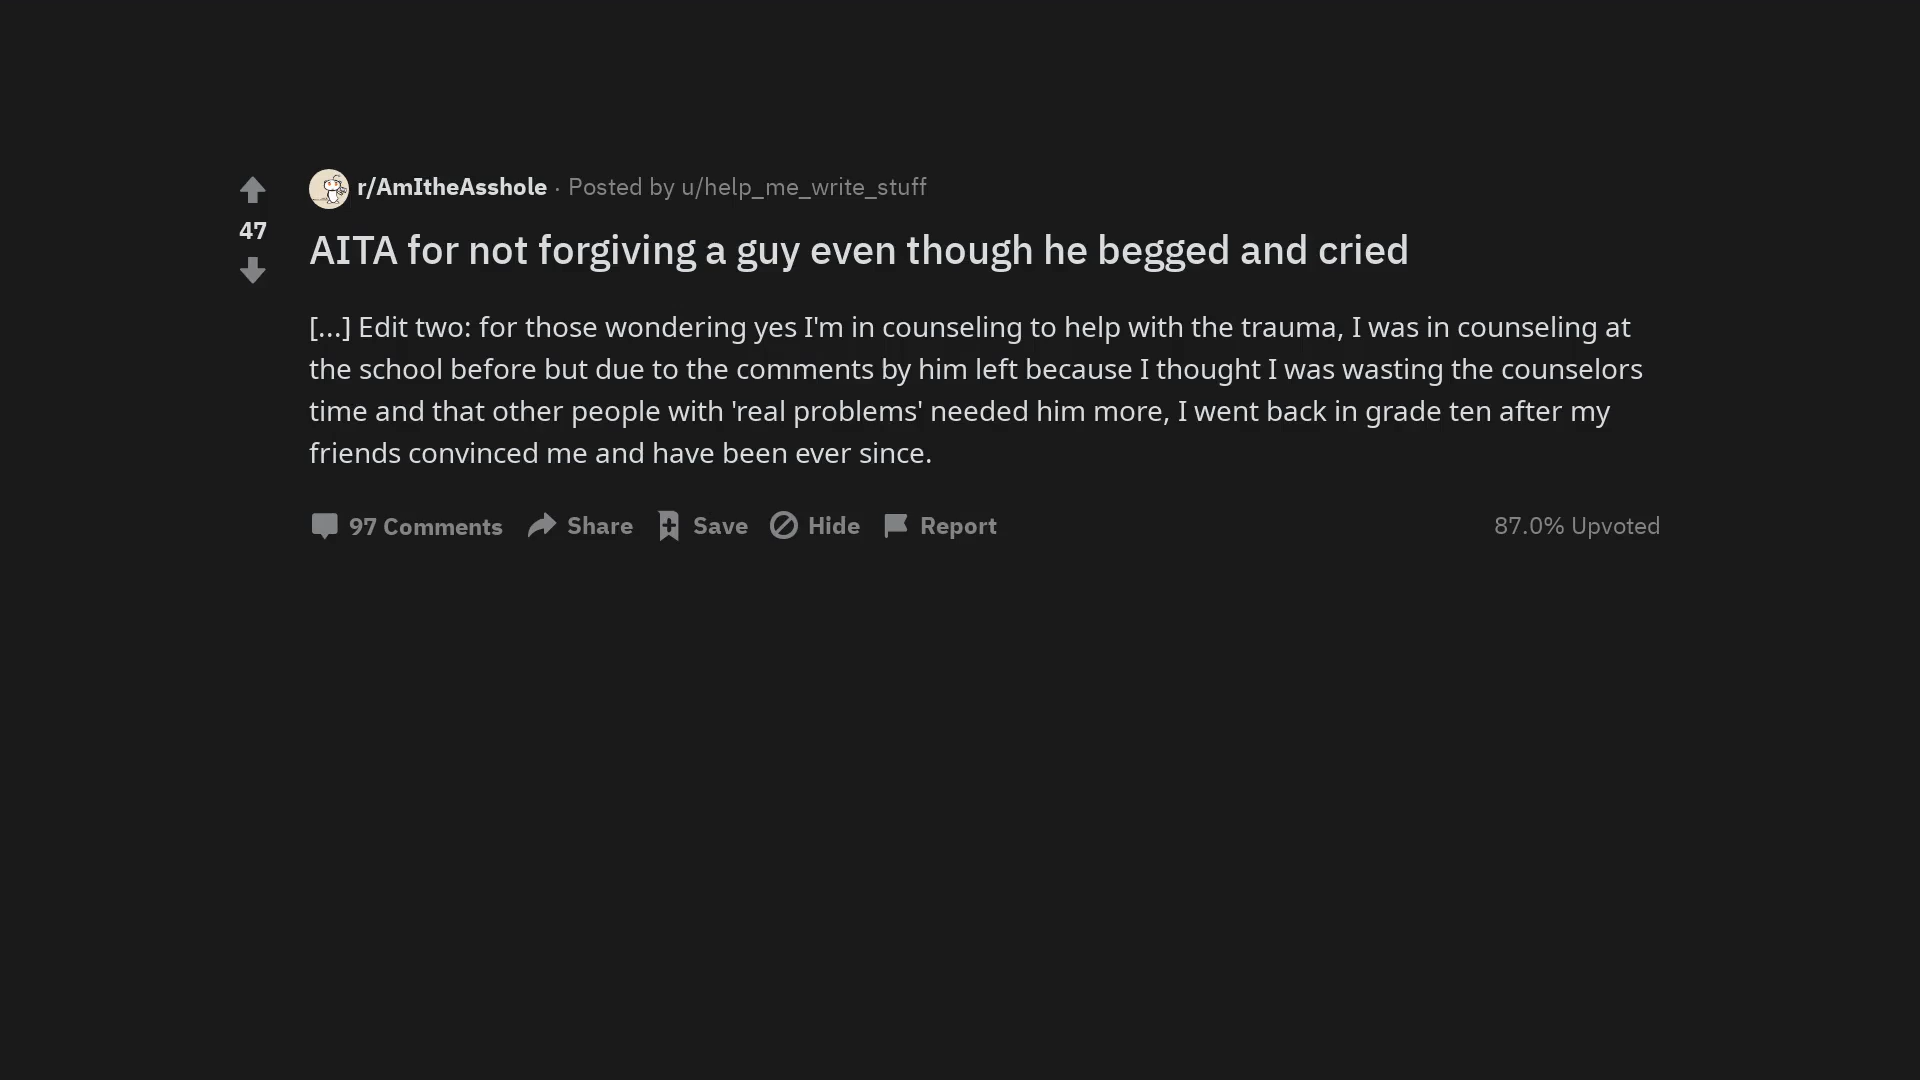 r/AmItheAsshole · Posted by u/help_me_write_stuff
47
AITA for not forgiving a guy even though he begged and cried
[...] Edit two: for those wondering yes I'm in counseling to help with the trauma, I was in counseling at
the school before but due to the comments by him left because I thought I was wasting the counselors
time and that other people with 'real problems' needed him more, I went back in grade ten after my
friends convinced me and have been ever since.
97 Comments Share Save Hide Report 87.0% Upvoted